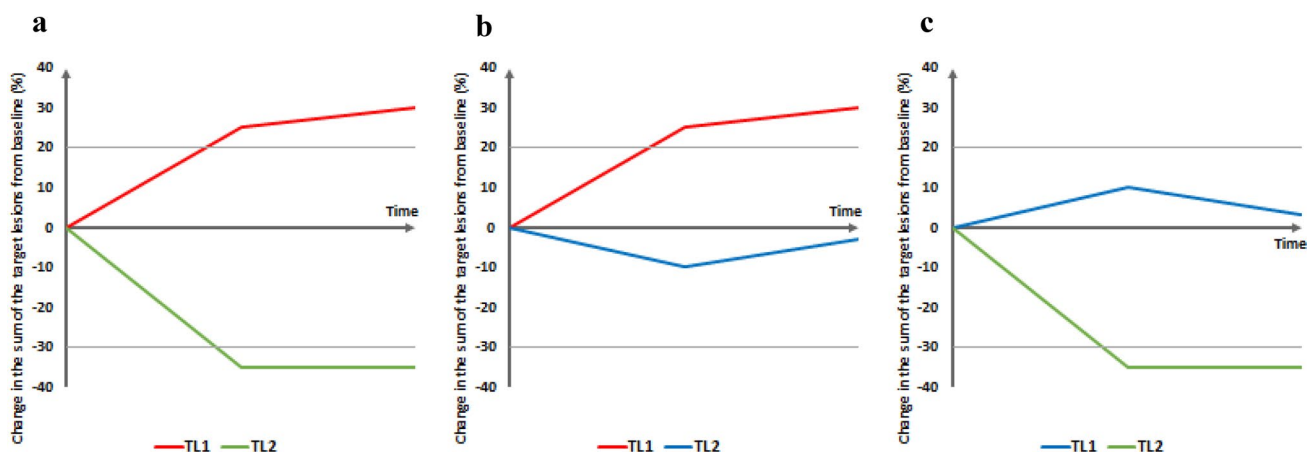 a
b
c
Change in the sum of the target lesions from baseline (%)
40
30
20
10
0
-10
-20
-30
-40
Time
TL1 TL2
Change in the sum of the target lesions from baseline (%)
40
30
20
10
0
-10
-20
-30
-40
Time
TL1 TL2
Change in the sum of the target lesions from baseline (%)
40
30
20
10
0
-10
-20
-30
-40
Time
TL1 TL2